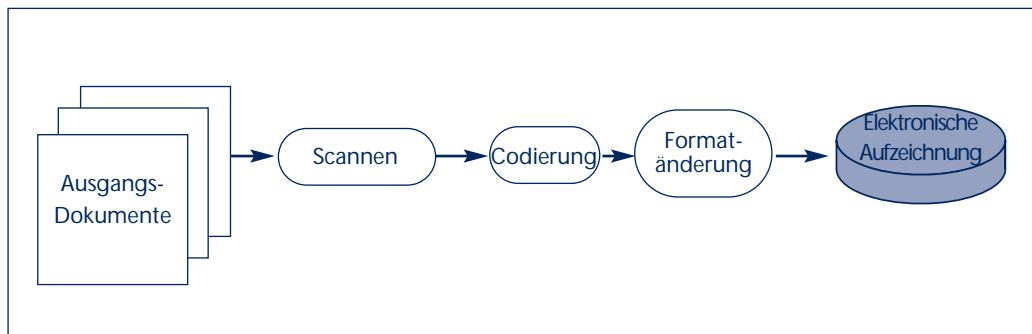 Ausgangs-
Dokumente
Scannen
Codierung
Format-
änderung
Elektronische
Aufzeichnung